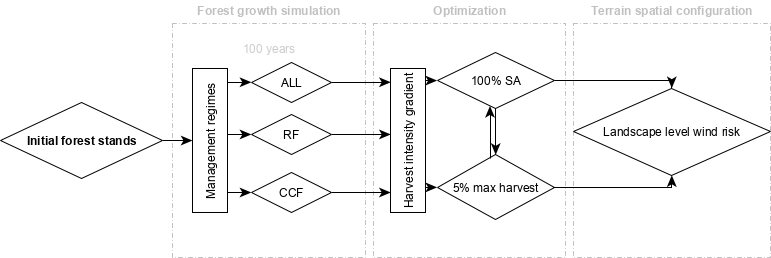 Forest growth simulation
Optimization
Terrain spatial configuration
100 years
Initial forest stands
Management regimes
ALL
RF
CCF
Harvest intensity gradient
100% SA
5% max harvest
Landscape level wind risk